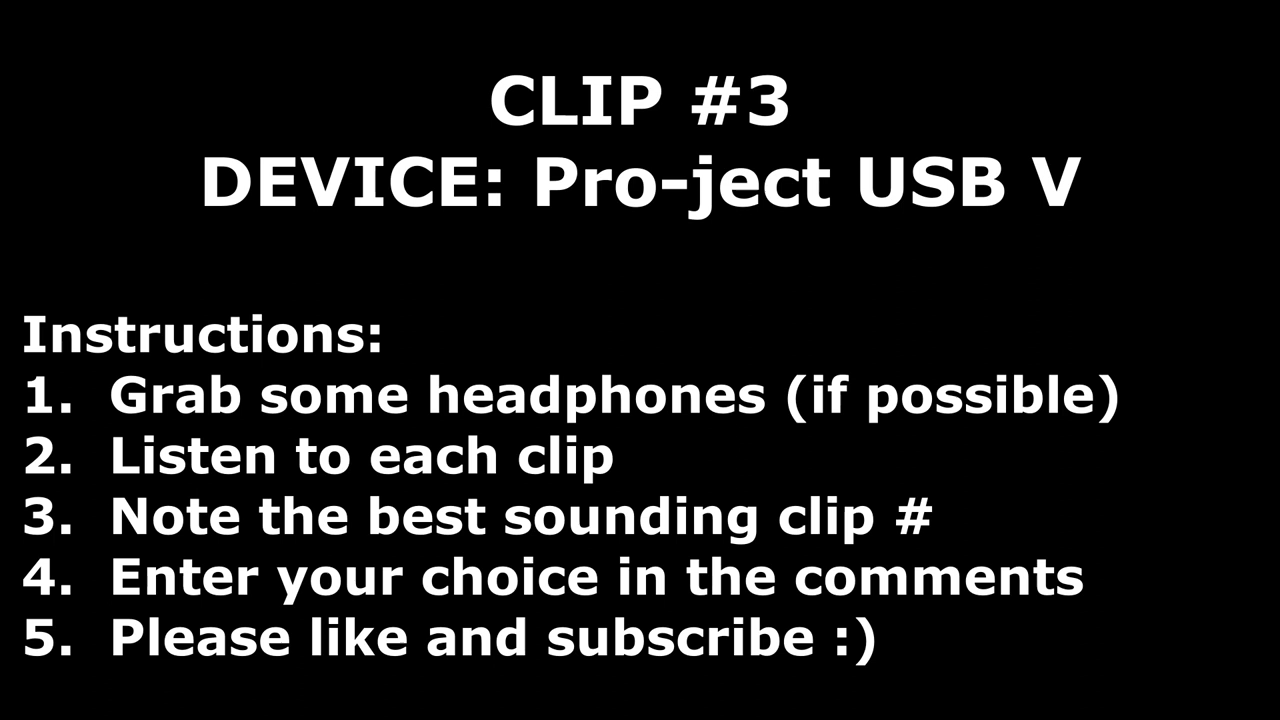 CLIP #3
DEVICE: Pro-ject USB V
Instructions:
1. Grab some headphones (if possible)
2. Listen to each clip
3. Note the best sounding clip #
4. Enter your choice in the comments
5. Please like and subscribe :)